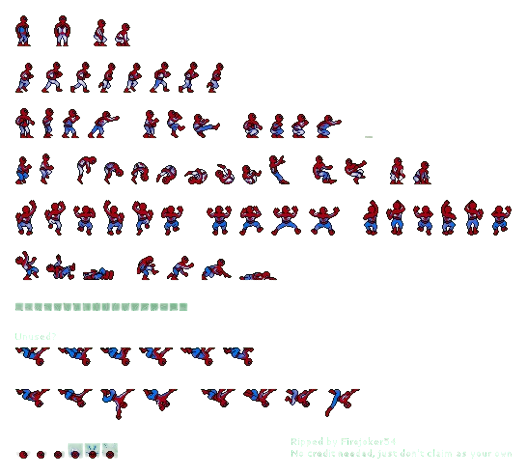 Unused?
Ripped by Firejoker54
No credit needed, just don't claim as your own